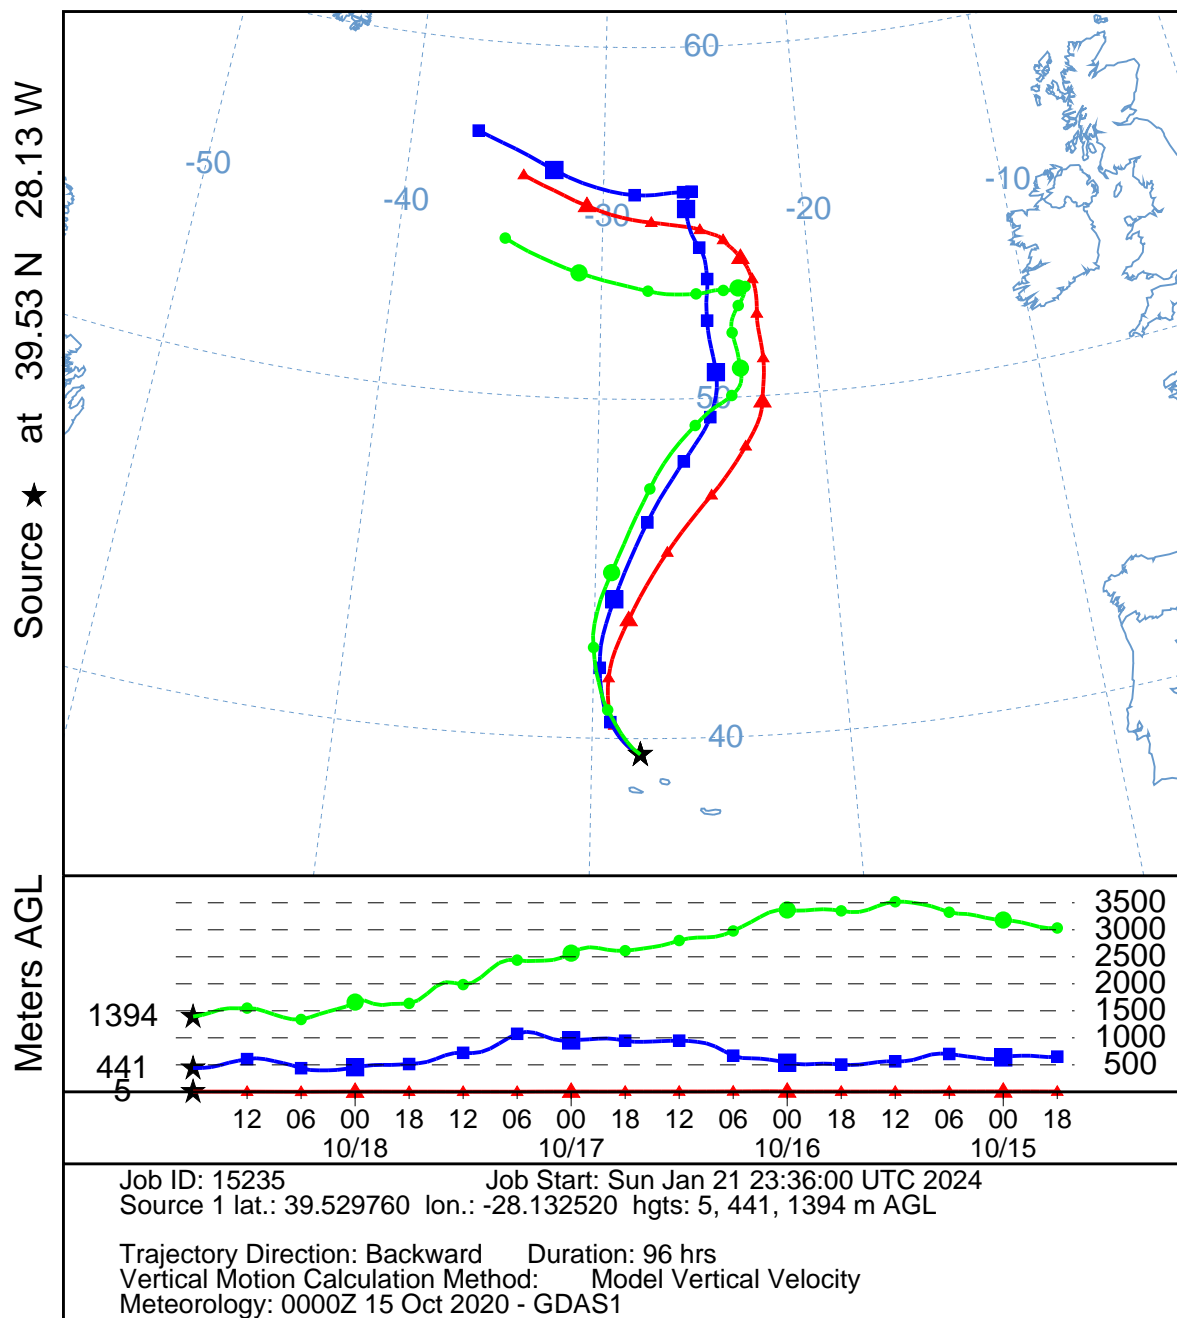 Source ★ at 39.53 N 28.13 W
60
-50
-40
-30
-20
-10
50
40
Meters AGL
3500
3000
2500
2000
1500
1000
500
1394
441
5
12 06 00 18 12 06 00 18 12 06 00 18 12 06 00 18
10/18 10/17 10/16 10/15
Job ID: 15235 Job Start: Sun Jan 21 23:36:00 UTC 2024
Source 1 lat.: 39.529760 lon.: -28.132520 hgts: 5, 441, 1394 m AGL
Trajectory Direction: Backward Duration: 96 hrs
Vertical Motion Calculation Method: Model Vertical Velocity
Meteorology: 0000Z 15 Oct 2020 - GDAS1